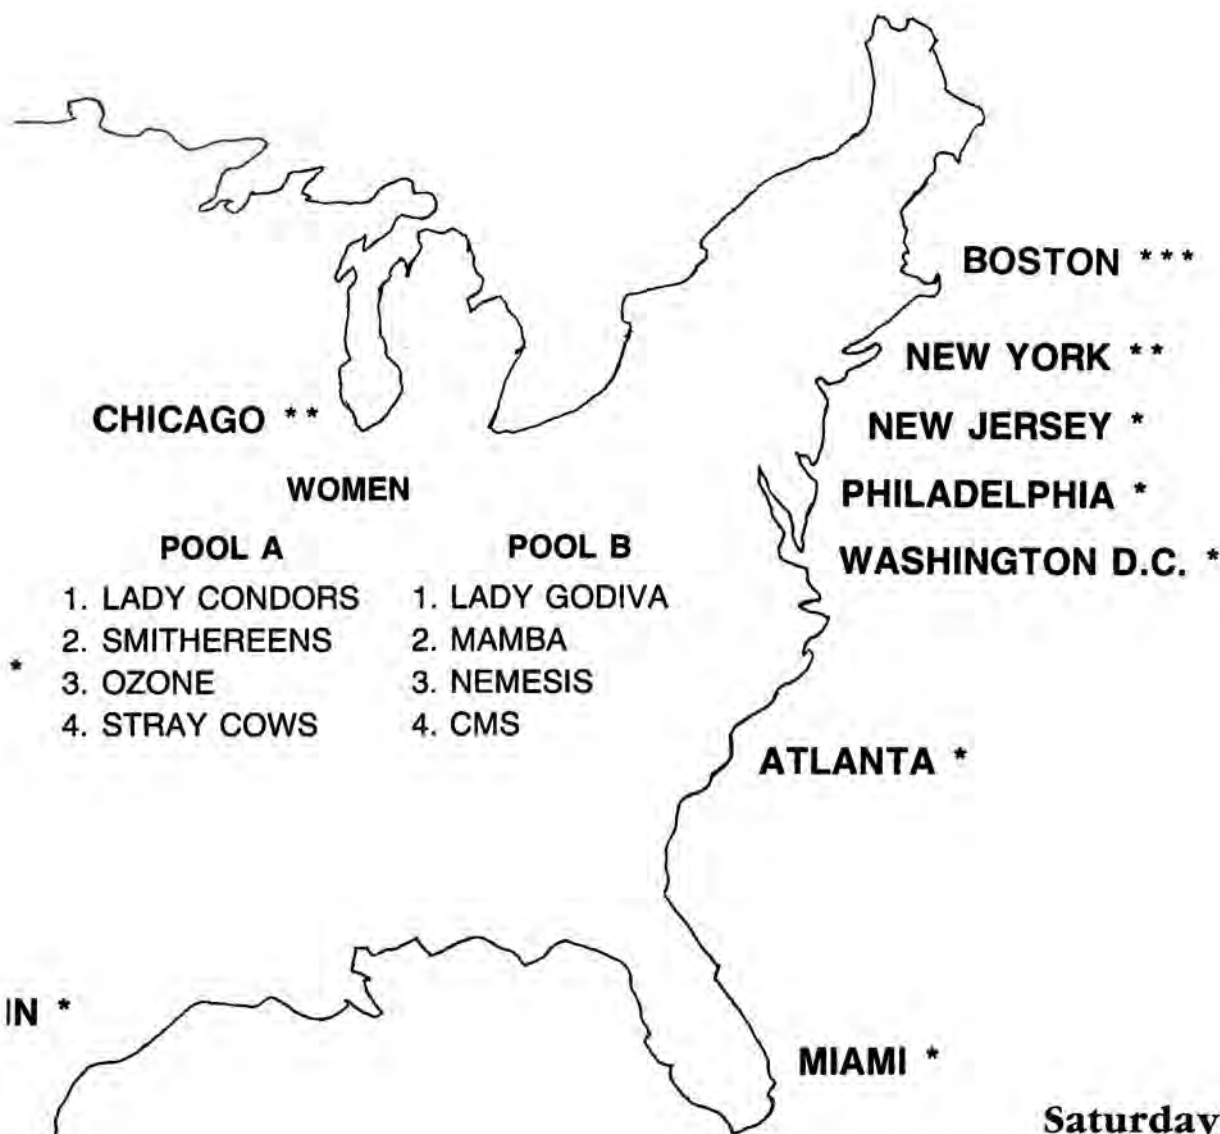 BOSTON ***
NEW YORK **
CHICAGO **
NEW JERSEY *
WOMEN
PHILADELPHIA *
POOL A
1. LADY CONDORS
2. SMITHEREENS
3. OZONE
4. STRAY COWS
POOL B
1. LADY GODIVA
2. MAMBA
3. NEMESIS
4. CMS
WASHINGTON D.C. *
*
ATLANTA *
IN *
MIAMI *
Saturday